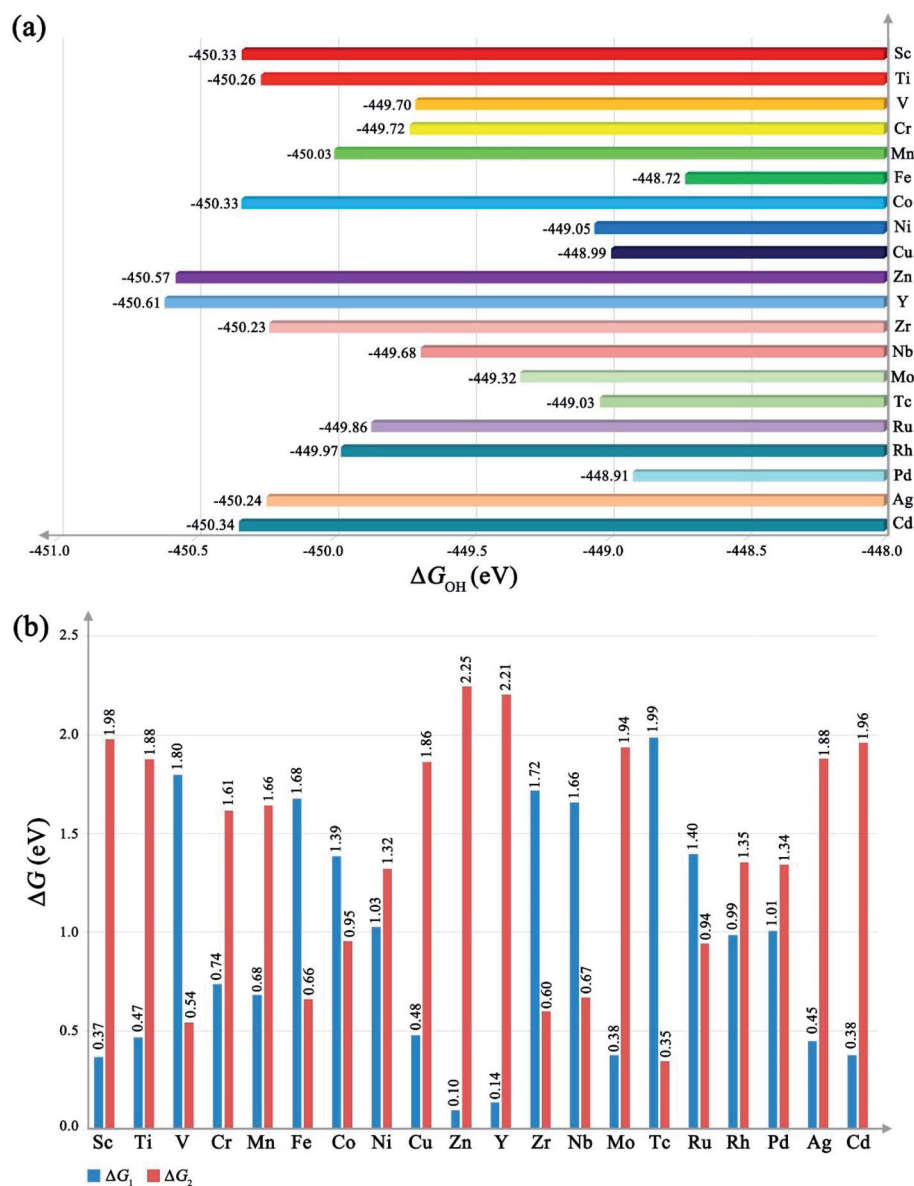 (a)
-450.33 Sc
-450.26 Ti
-449.70 V
-449.72 Cr
-450.03 Mn
-448.72 Fe
-450.33 Co
-449.05 Ni
-448.99 Cu
-450.57 Zn
-450.61 Y
-450.23 Zr
-449.68 Nb
-449.32 Mo
-449.03 Tc
-449.86 Ru
-449.97 Rh
-448.91 Pd
-450.24 Ag
-450.34 Cd
-451.0 -450.5 -450.0 -449.5 -449.0 -448.5 -448.0
ΔG_OH (eV)
(b)
ΔG (eV)
2.5
2.0
1.5
1.0
0.5
0.0
0.37 1.98
0.47 1.88
1.80 0.54
0.74 1.61
0.68 1.66
1.68 0.66
1.39 0.95
1.03 1.32
0.48 1.86
0.10 2.25
0.14 2.21
1.72 0.60
1.66 0.67
0.38 1.94
1.99 0.35
1.40 0.94
0.99 1.35
1.01 1.34
0.45 1.88
0.38 1.96
Sc Ti V Cr Mn Fe Co Ni Cu Zn Y Zr Nb Mo Tc Ru Rh Pd Ag Cd
ΔG₁ ΔG₂